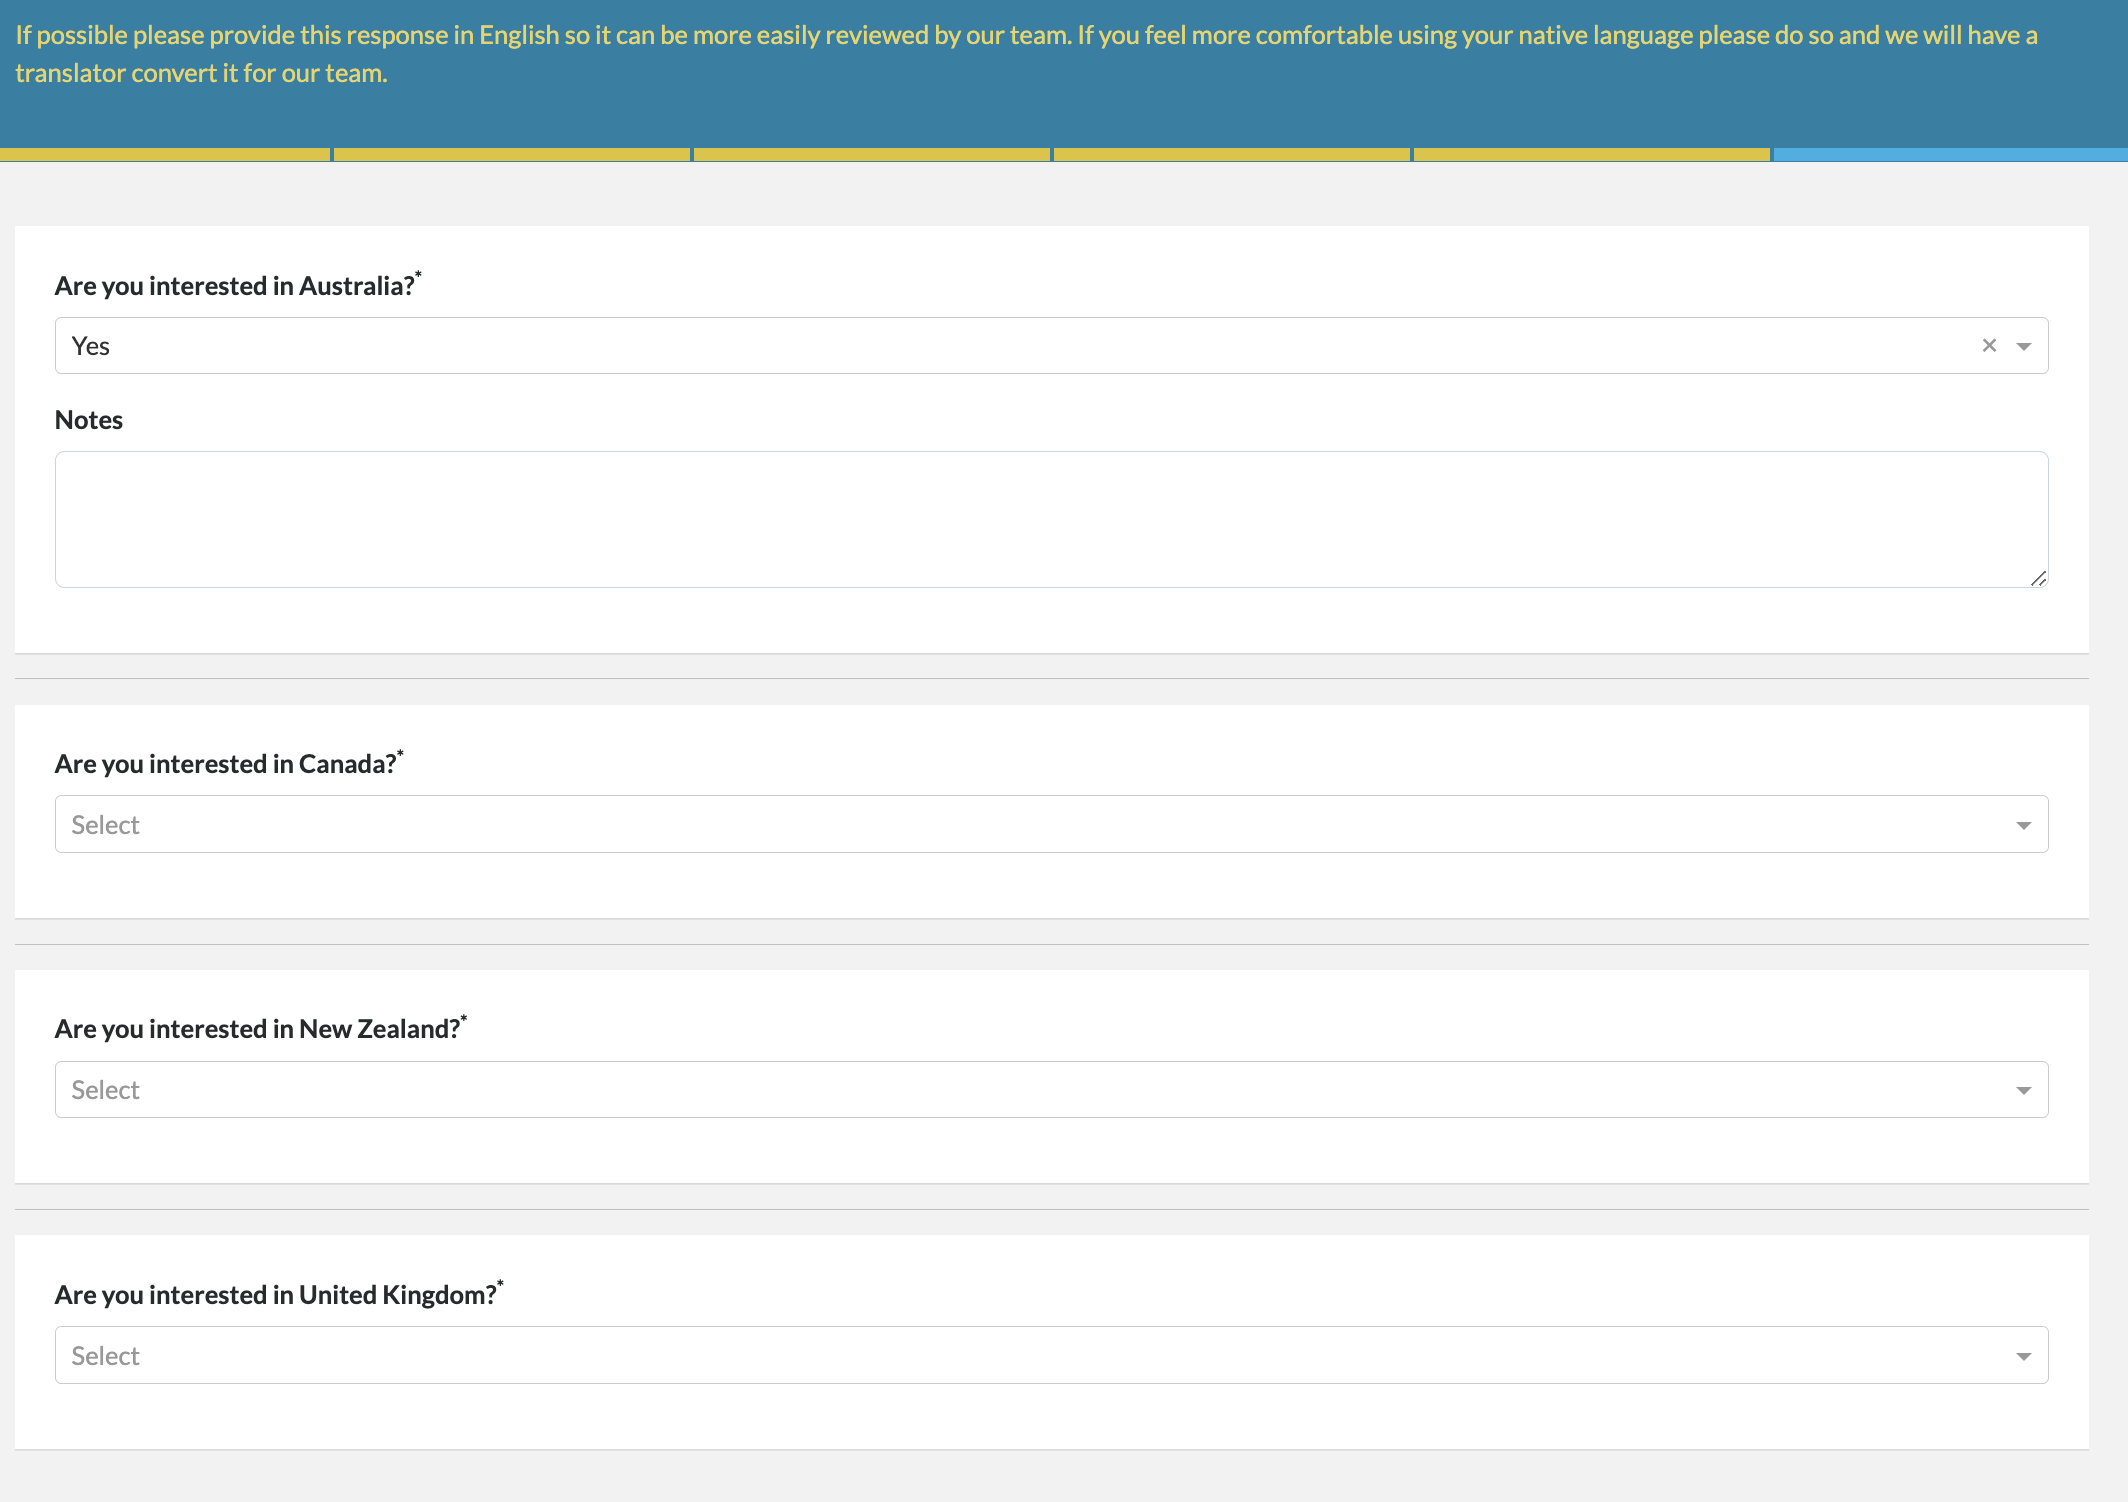 If possible please provide this response in English so it can be more easily reviewed by our team. If you feel more comfortable using your native language please do so and we will have a
translator convert it for our team.
Are you interested in Australia?*
Yes
Notes
Are you interested in Canada?*
Select
Are you interested in New Zealand?*
Select
Are you interested in United Kingdom?*
Select